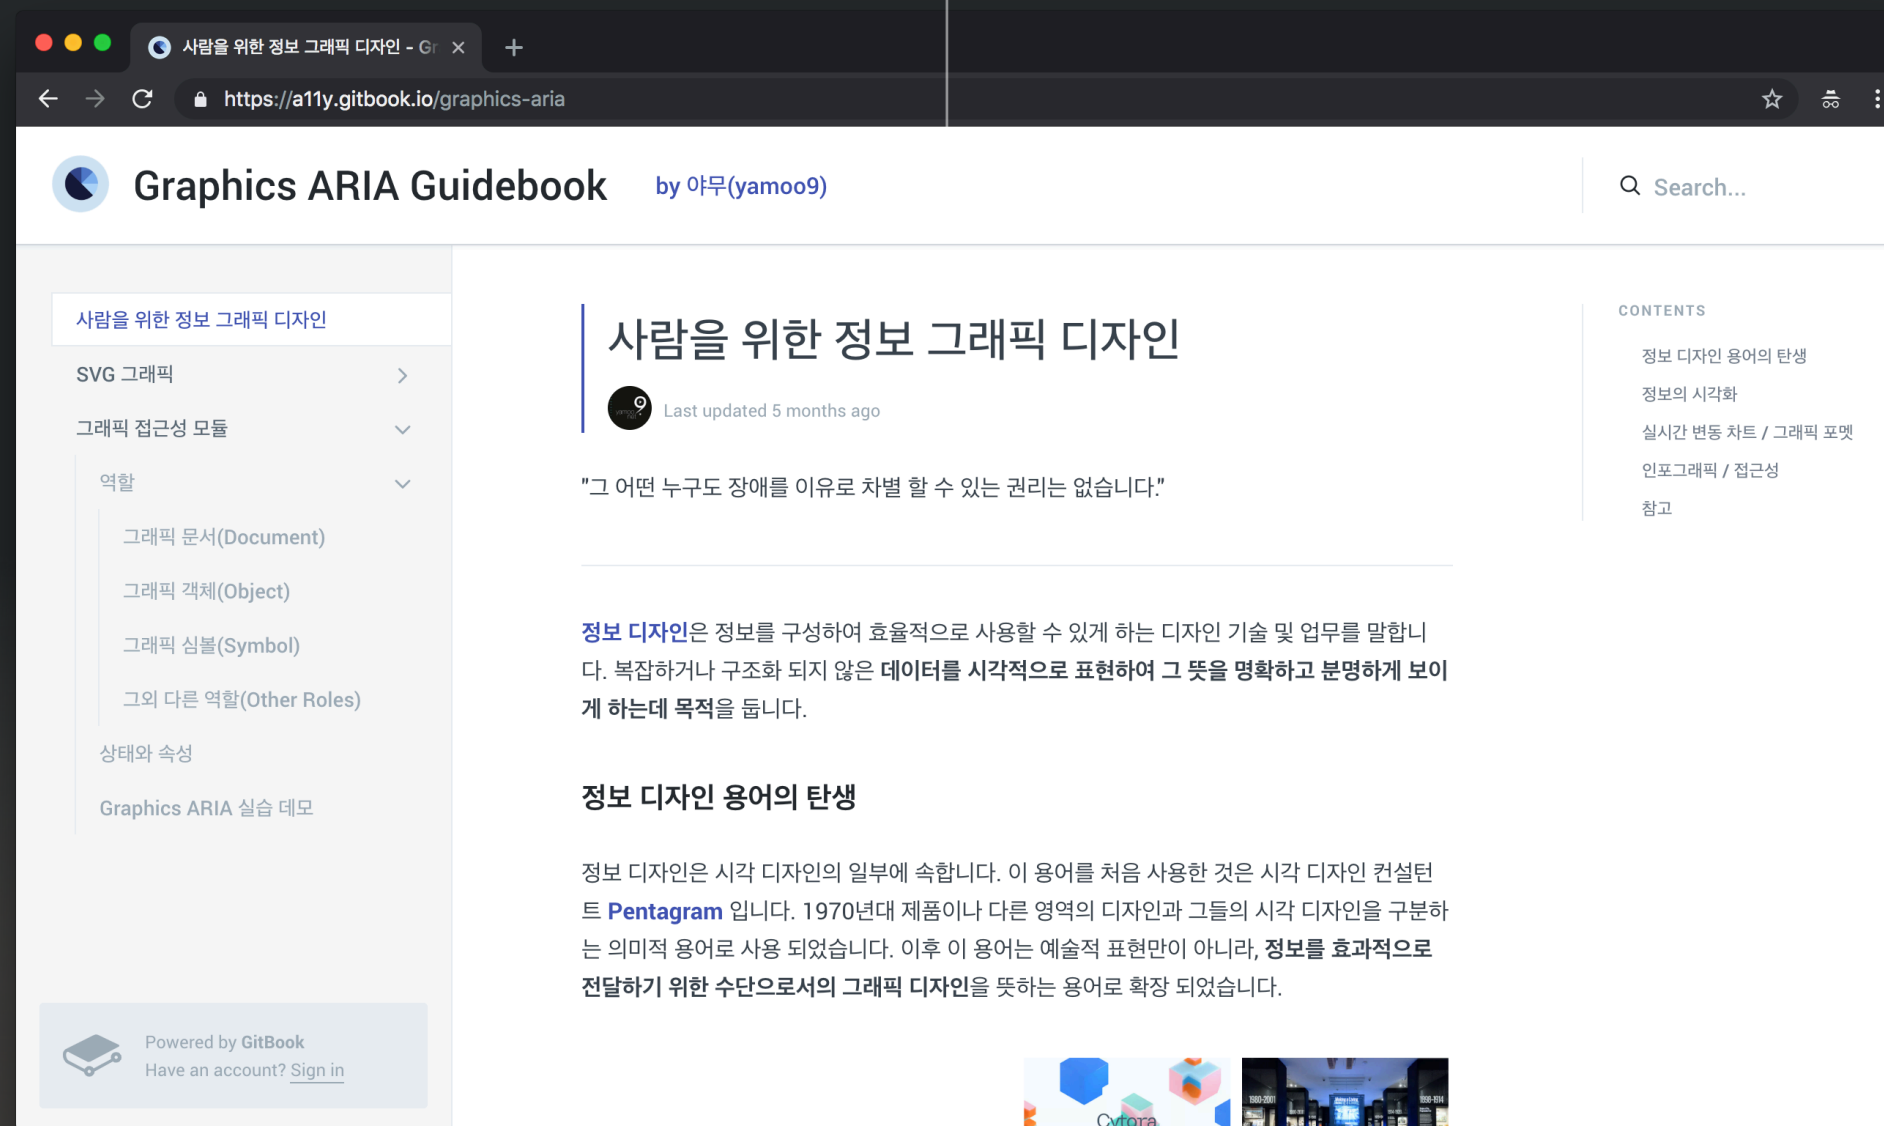 사람을 위한 정보 그래픽 디자인 - Gr
https://a11y.gitbook.io/graphics-aria
Graphics ARIA Guidebook
by 야무(yamoo9)
Search...
사람을 위한 정보 그래픽 디자인
SVG 그래픽
그래픽 접근성 모듈
역할
그래픽 문서(Document)
그래픽 객체(Object)
그래픽 심볼(Symbol)
그외 다른 역할(Other Roles)
상태와 속성
Graphics ARIA 실습 데모
Powered by GitBook
Have an account? Sign in
사람을 위한 정보 그래픽 디자인
Last updated 5 months ago
"그 어떤 누구도 장애를 이유로 차별 할 수 있는 권리는 없습니다."
정보 디자인은 정보를 구성하여 효율적으로 사용할 수 있게 하는 디자인 기술 및 업무를 말합니
다. 복잡하거나 구조화 되지 않은 데이터를 시각적으로 표현하여 그 뜻을 명확하고 분명하게 보이
게 하는데 목적을 둡니다.
정보 디자인 용어의 탄생
정보 디자인은 시각 디자인의 일부에 속합니다. 이 용어를 처음 사용한 것은 시각 디자인 컨설턴
트 Pentagram 입니다. 1970년대 제품이나 다른 영역의 디자인과 그들의 시각 디자인을 구분하
는 의미적 용어로 사용 되었습니다. 이후 이 용어는 예술적 표현만이 아니라, 정보를 효과적으로
전달하기 위한 수단으로서의 그래픽 디자인을 뜻하는 용어로 확장 되었습니다.
Cyfora
1980-2001
CONTENTS
정보 디자인 용어의 탄생
정보의 시각화
실시간 변동 차트 / 그래픽 포멧
인포그래픽 / 접근성
참고